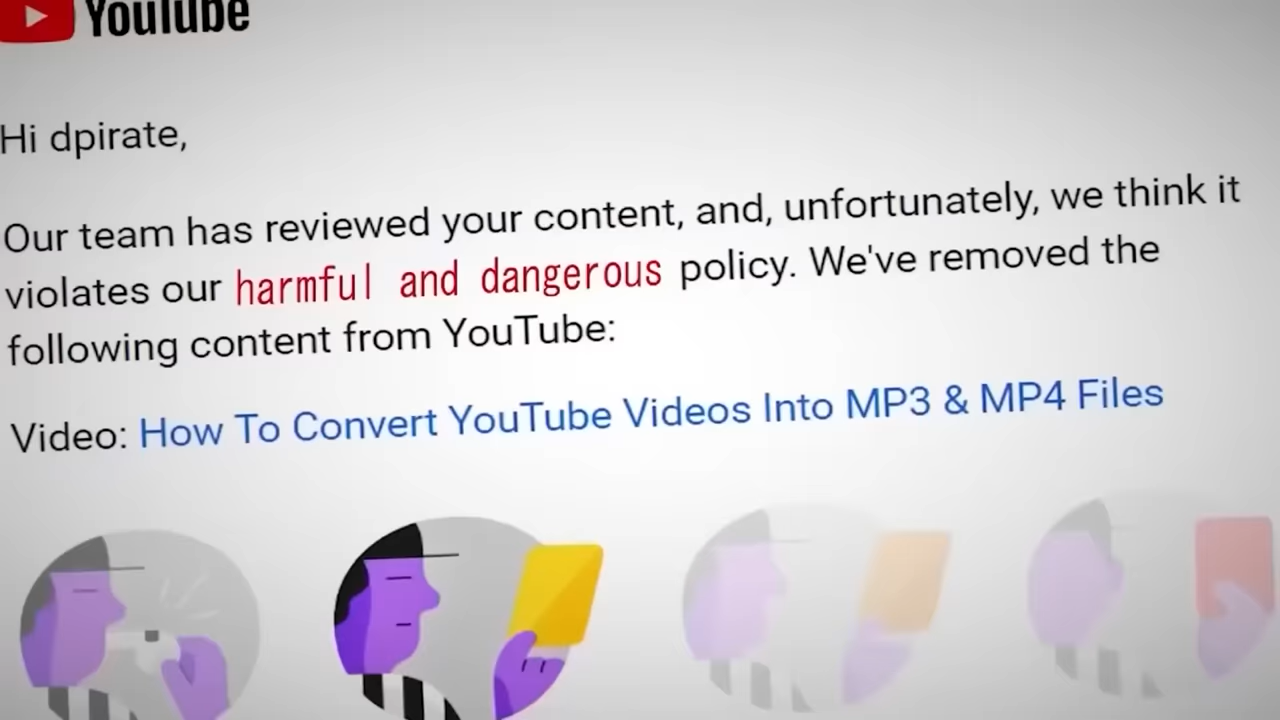 YouTube
Hi dpirate,
Our team has reviewed your content, and, unfortunately, we think it
violates our harmful and dangerous policy. We've removed the
following content from YouTube:
Video: How To Convert YouTube Videos Into MP3 & MP4 Files